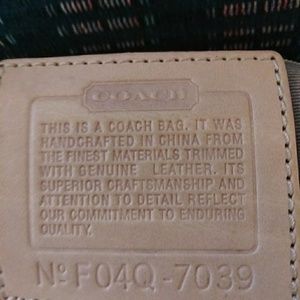 COACH
THIS IS A COACH BAG. IT WAS
HANDCRAFTED IN CHINA FROM
THE FINEST MATERIALS TRIMMED
WITH GENUINE LEATHER. ITS
SUPERIOR CRAFTSMANSHIP AND
ATTENTION TO DETAIL REFLECT
OUR COMMITMENT TO ENDURING
QUALITY.
Nº F04Q-7039